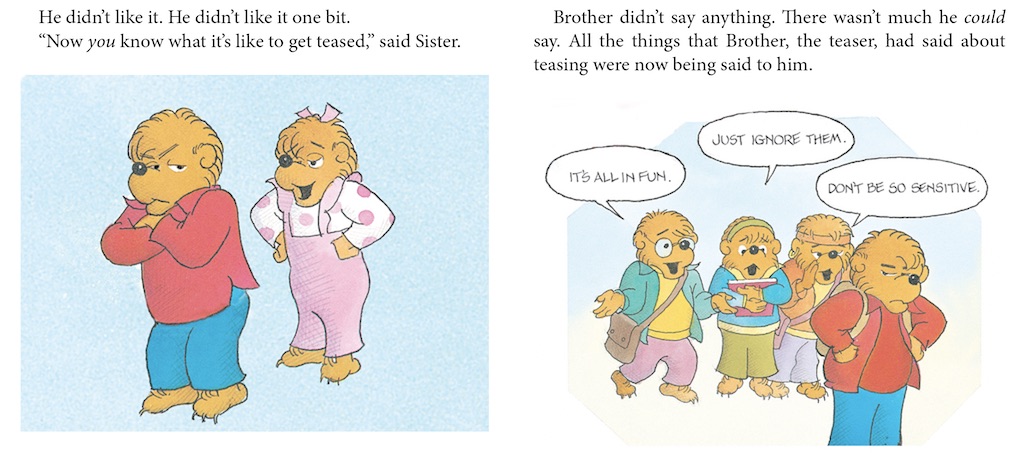 He didn’t like it. He didn’t like it one bit.
“Now you know what it’s like to get teased,” said Sister.
Brother didn’t say anything. There wasn’t much he could
say. All the things that Brother, the teaser, had said about
teasing were now being said to him.
IT'S ALL IN FUN.
JUST IGNORE THEM.
DON'T BE SO SENSITIVE.